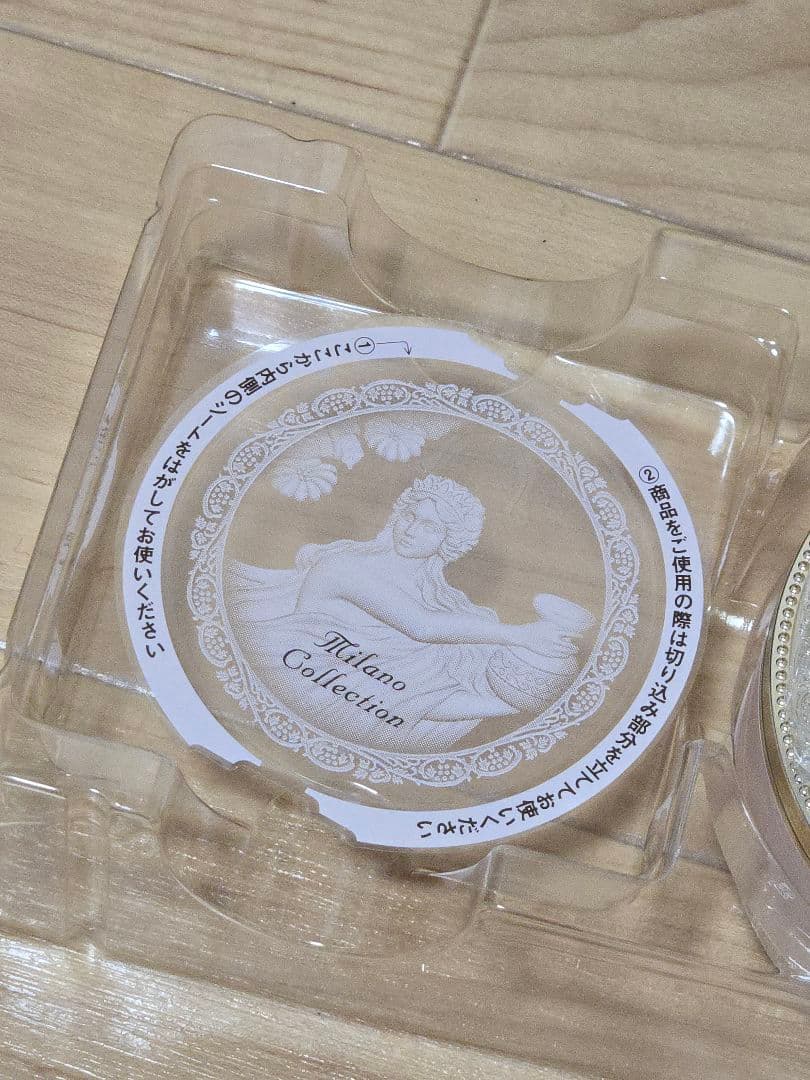 ①ここから内側のシートをはがしてお使いください
②商品をご使用の際は切り込み部分を立ててお使いください
Milano
Collection